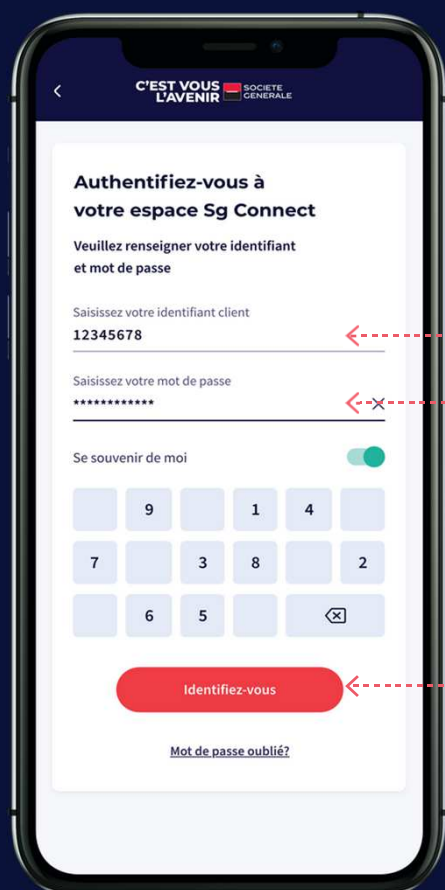 C'EST VOUS
L'AVENIR
SOCIETE
GENERALE
Authentifiez-vous à
votre espace Sg Connect
Veuillez renseigner votre identifiant
et mot de passe
Saisissez votre identifiant client
12345678
Saisissez votre mot de passe
************
Se souvenir de moi
9 1 4
7 3 8 2
6 5
Identifiez-vous
Mot de passe oublié?